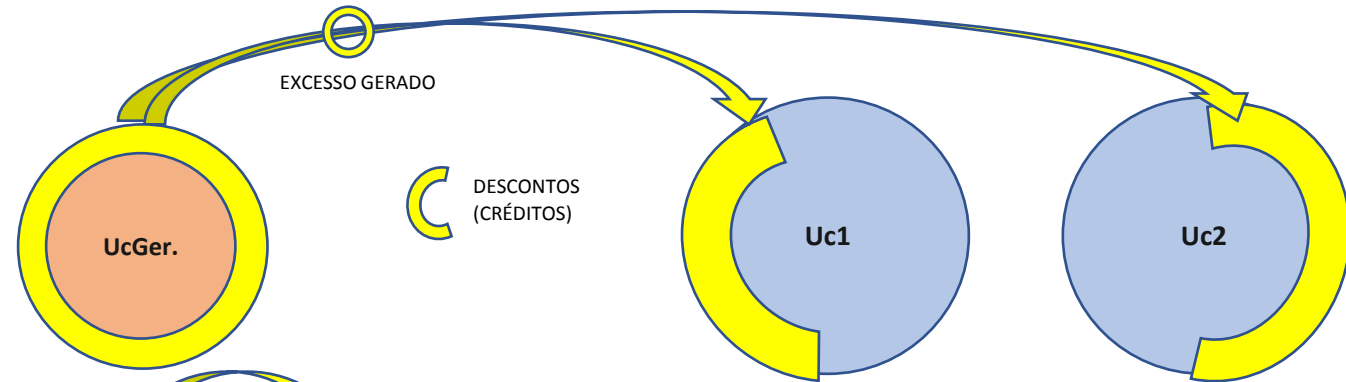 EXCESSO GERADO
DESCONTOS
(CRÉDITOS)
UcGer.
Uc1
Uc2